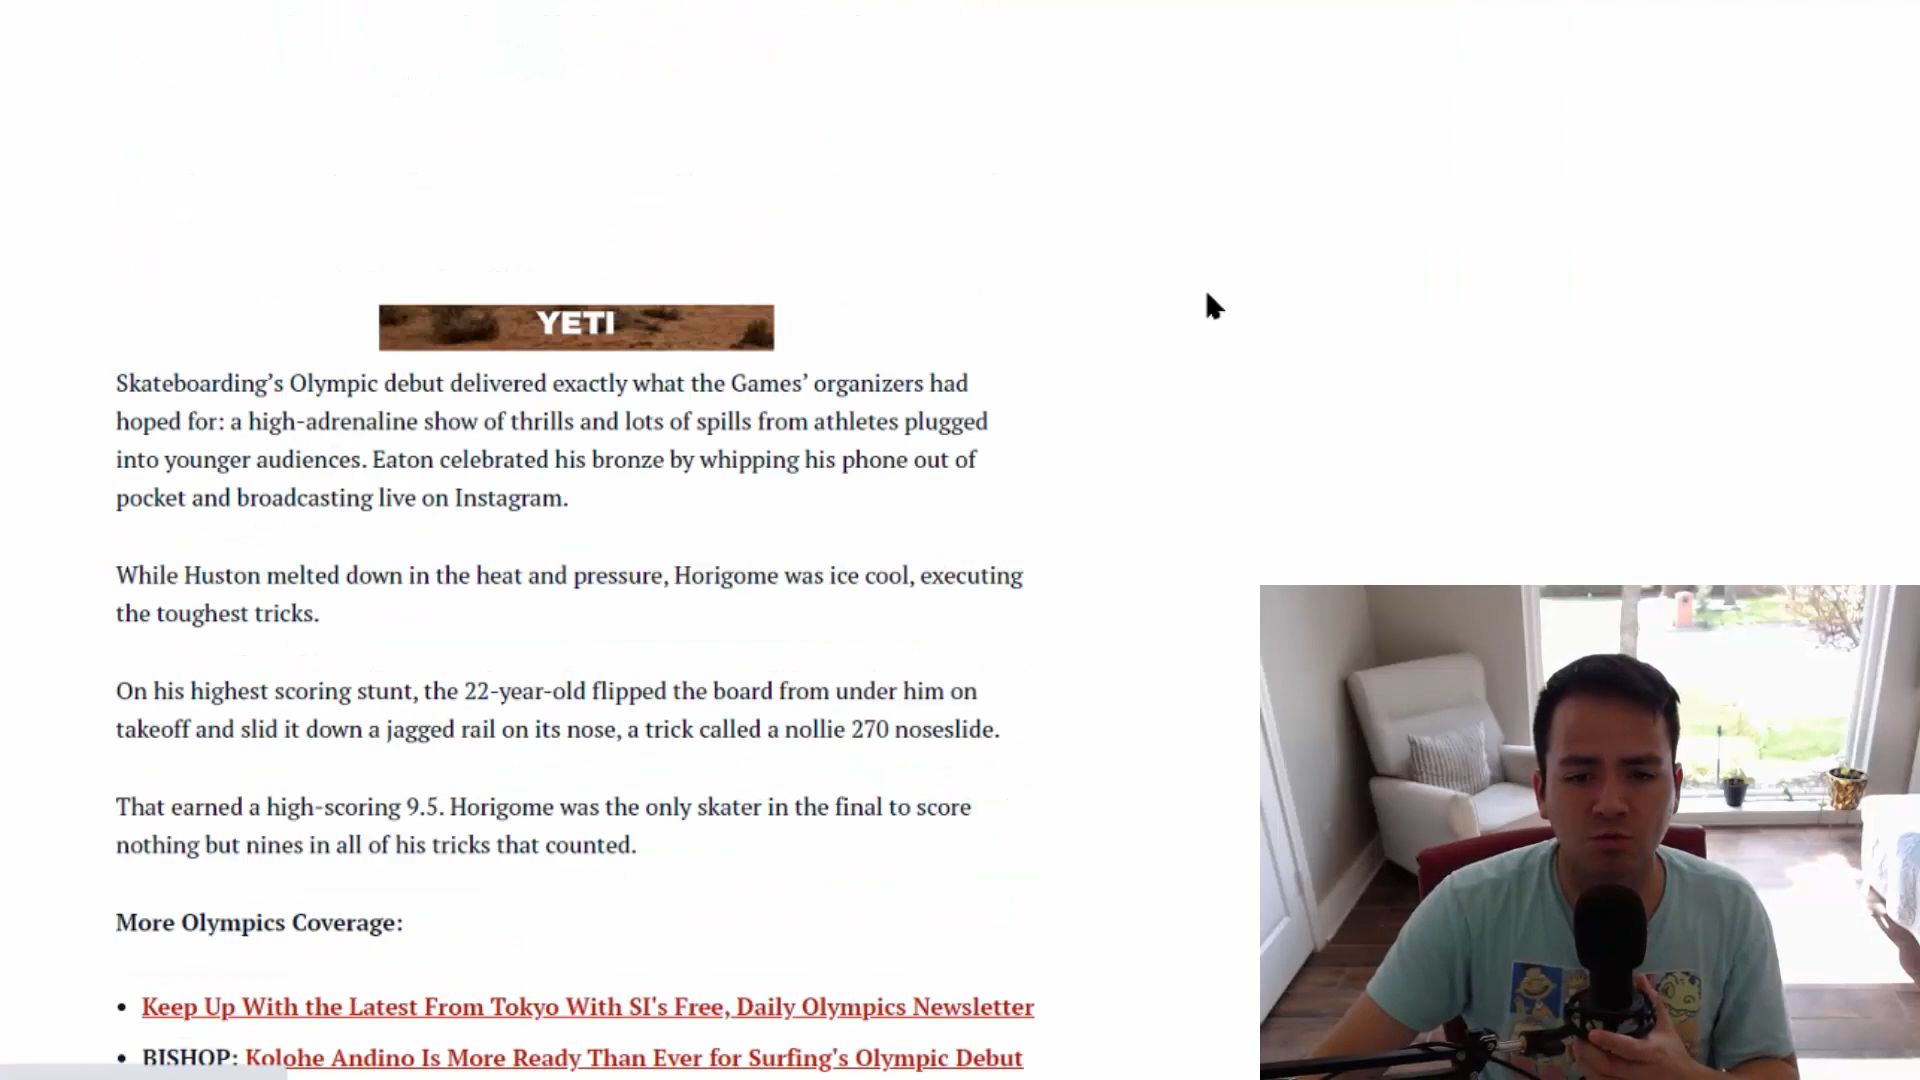 YETI
Skateboarding’s Olympic debut delivered exactly what the Games’ organizers had
hoped for: a high-adrenaline show of thrills and lots of spills from athletes plugged
into younger audiences. Eaton celebrated his bronze by whipping his phone out of
pocket and broadcasting live on Instagram.
While Huston melted down in the heat and pressure, Horigome was ice cool, executing
the toughest tricks.
On his highest scoring stunt, the 22-year-old flipped the board from under him on
takeoff and slid it down a jagged rail on its nose, a trick called a nollie 270 noseslide.
That earned a high-scoring 9.5. Horigome was the only skater in the final to score
nothing but nines in all of his tricks that counted.
More Olympics Coverage:
• Keep Up With the Latest From Tokyo With SI's Free, Daily Olympics Newsletter
• BISHOP: Kolohe Andino Is More Ready Than Ever for Surfing's Olympic Debut